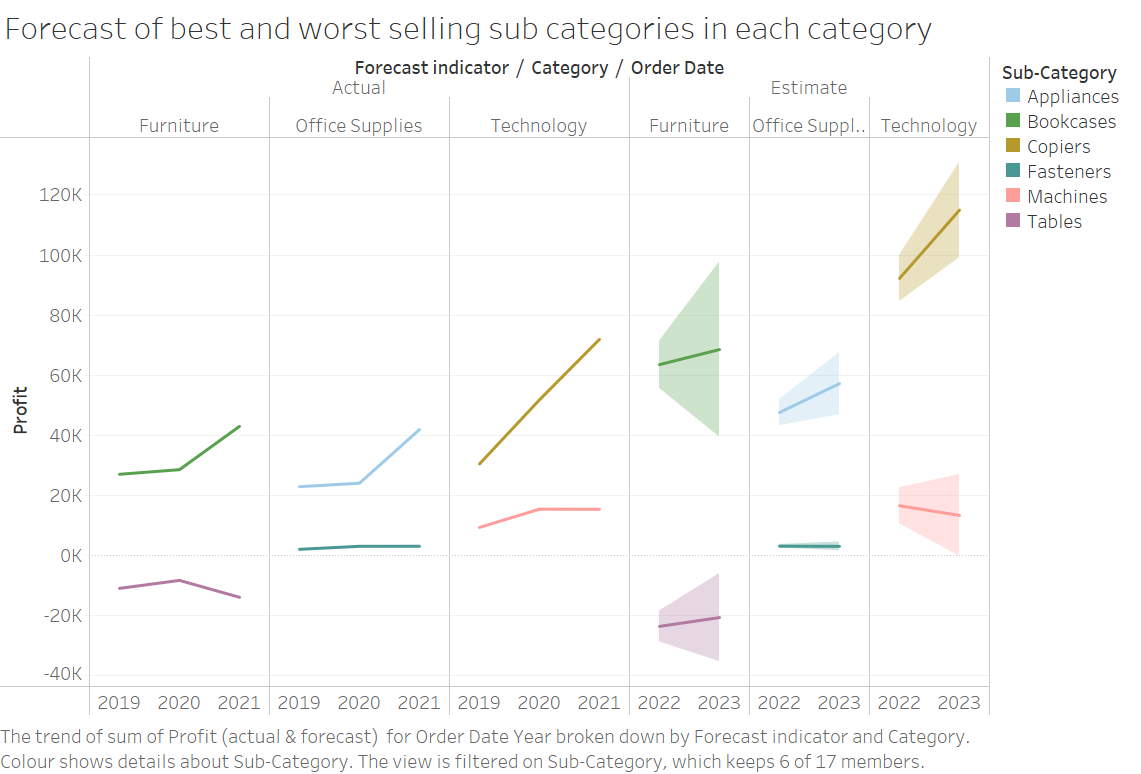 Forecast of best and worst selling sub categories in each category
Forecast indicator / Category / Order Date
Actual Estimate
Furniture Office Supplies Technology Furniture Office Suppl.. Technology
Sub-Category
Appliances
Bookcases
Copiers
Fasteners
Machines
Tables
Profit
120K
100K
80K
60K
40K
20K
0K
-20K
-40K
2019 2020 2021 2019 2020 2021 2019 2020 2021 2022 2023 2022 2023 2022 2023
The trend of sum of Profit (actual & forecast) for Order Date Year broken down by Forecast indicator and Category.
Colour shows details about Sub-Category. The view is filtered on Sub-Category, which keeps 6 of 17 members.